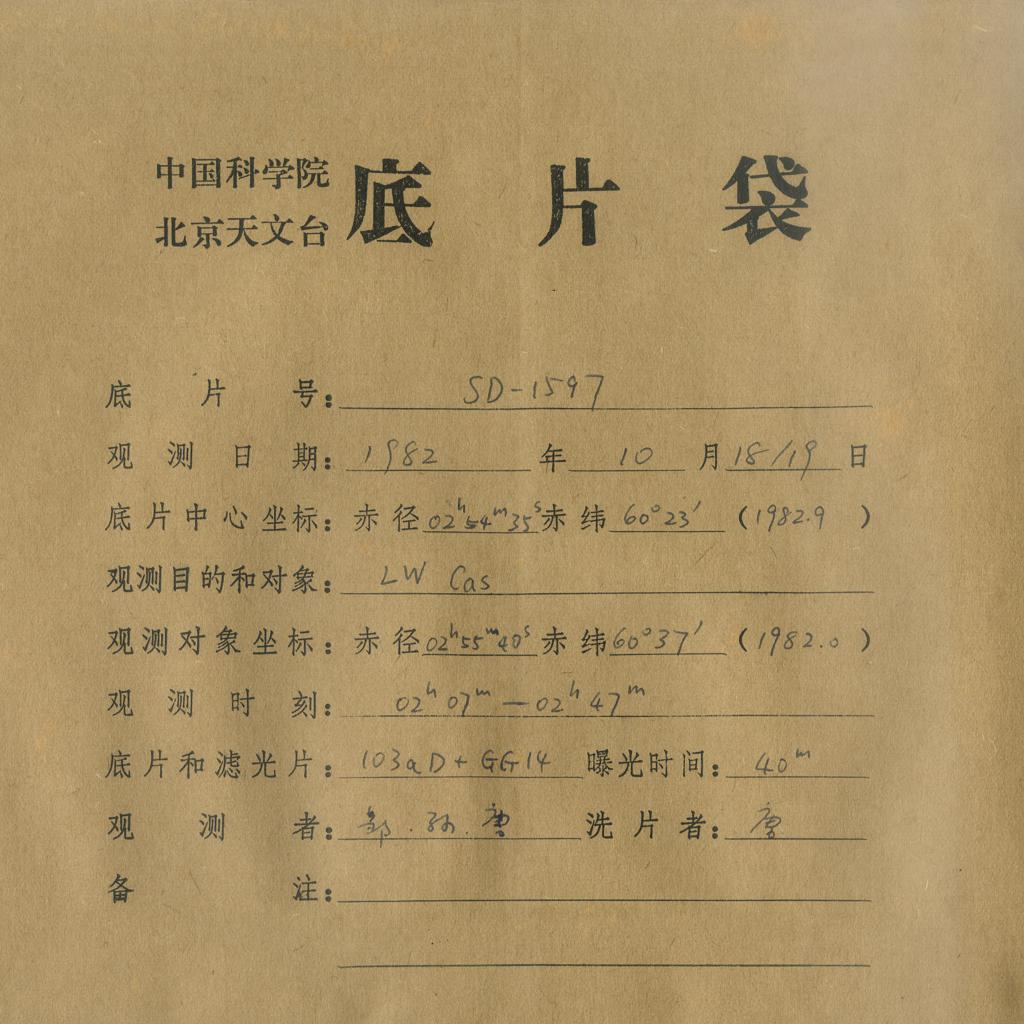 中国科学院
北京天文台
底片袋
底片号: SD-1597
观测日期: 1982 年 10 月 18/19 日
底片中心坐标: 赤径 02ʰ54ᵐ35ˢ 赤纬 60°23′ (1982.9)
观测目的和对象: LW Cas
观测对象坐标: 赤径 02ʰ55ᵐ40ˢ 赤纬 60°37′ (1982.0)
观测时刻: 02ʰ07ᵐ—02ʰ47ᵐ
底片和滤光片: 103aD+GG14 曝光时间: 40ᵐ
观测者: 邹.孙.唐 洗片者: 唐
备注: